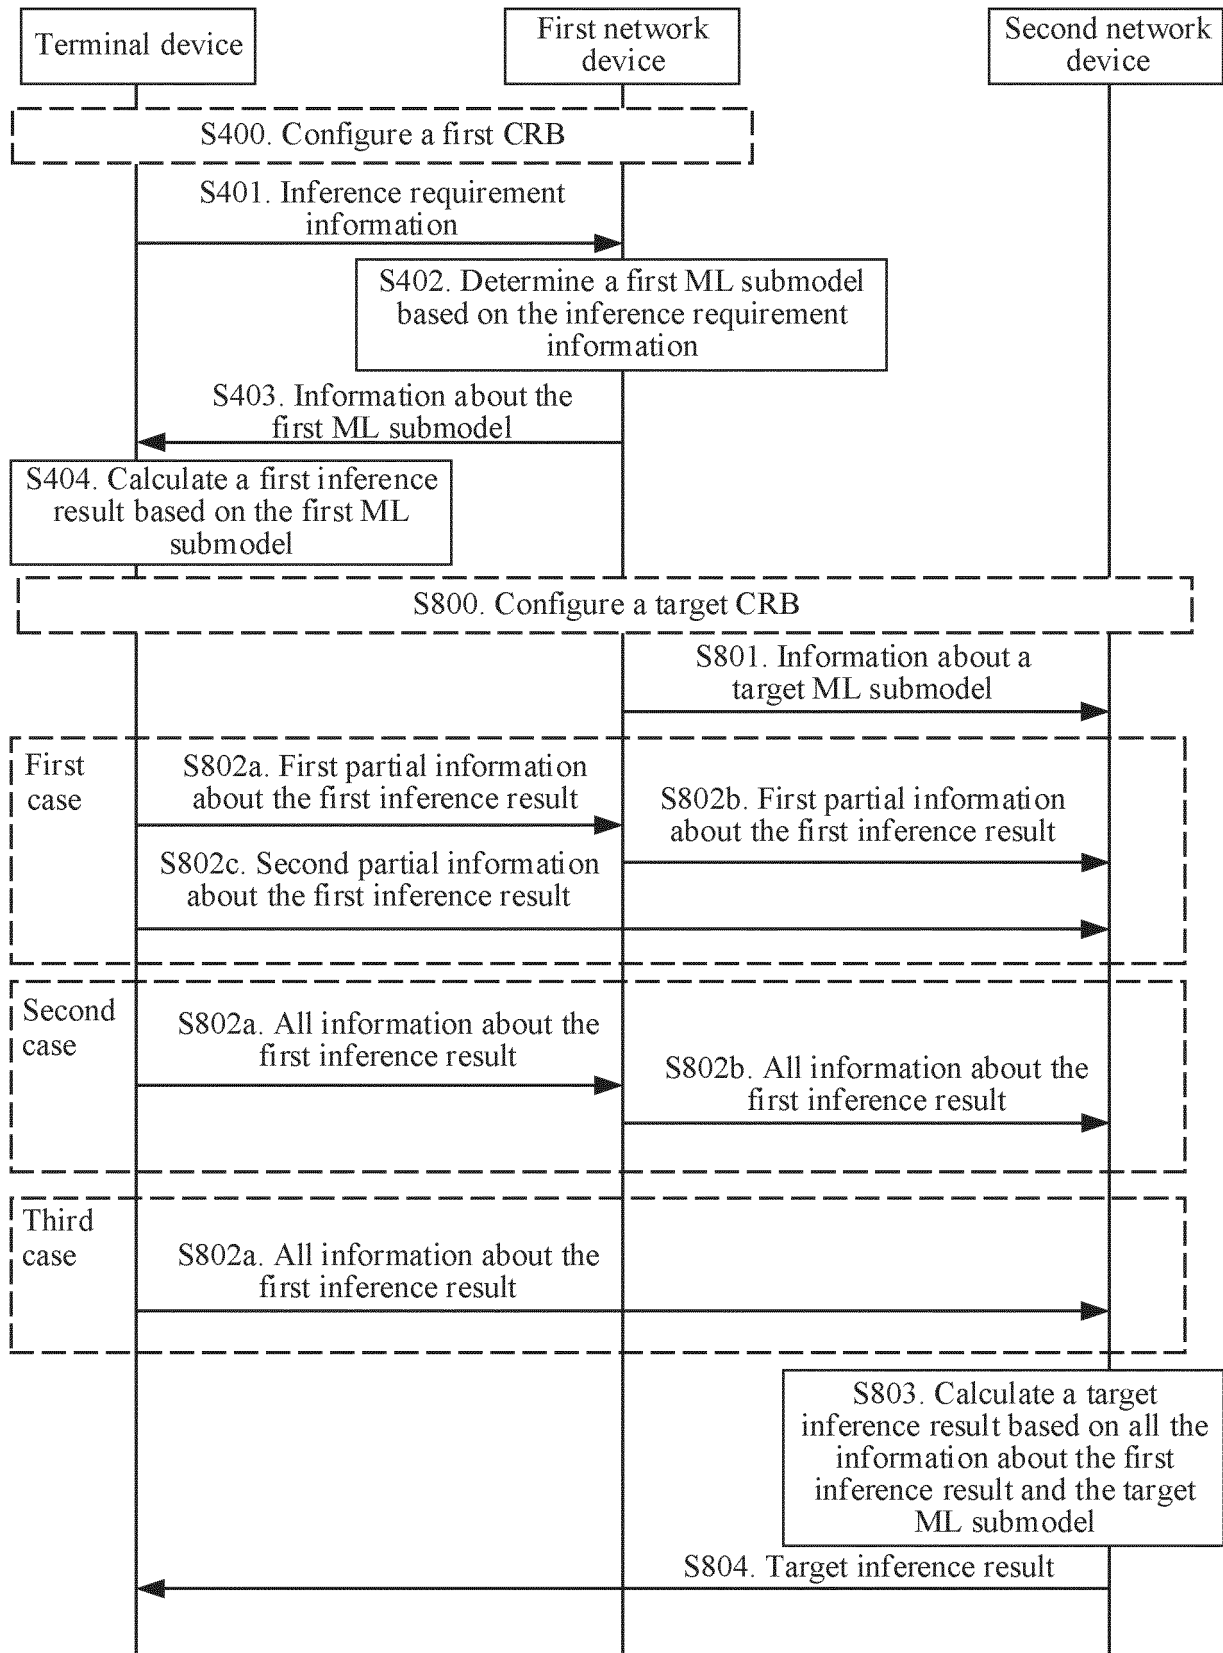 Terminal device
First network
device
Second network
device
S400. Configure a first CRB
S401. Inference requirement
information
S402. Determine a first ML submodel
based on the inference requirement
information
S403. Information about the
first ML submodel
S404. Calculate a first inference
result based on the first ML
submodel
S800. Configure a target CRB
S801. Information about a
target ML submodel
First
case
S802a. First partial information
about the first inference result
S802b. First partial information
about the first inference result
S802c. Second partial information
about the first inference result
Second
case
S802a. All information about the
first inference result
S802b. All information about the
first inference result
Third
case
S802a. All information about the
first inference result
S803. Calculate a target
inference result based on all the
information about the first
inference result and the target
ML submodel
S804. Target inference result